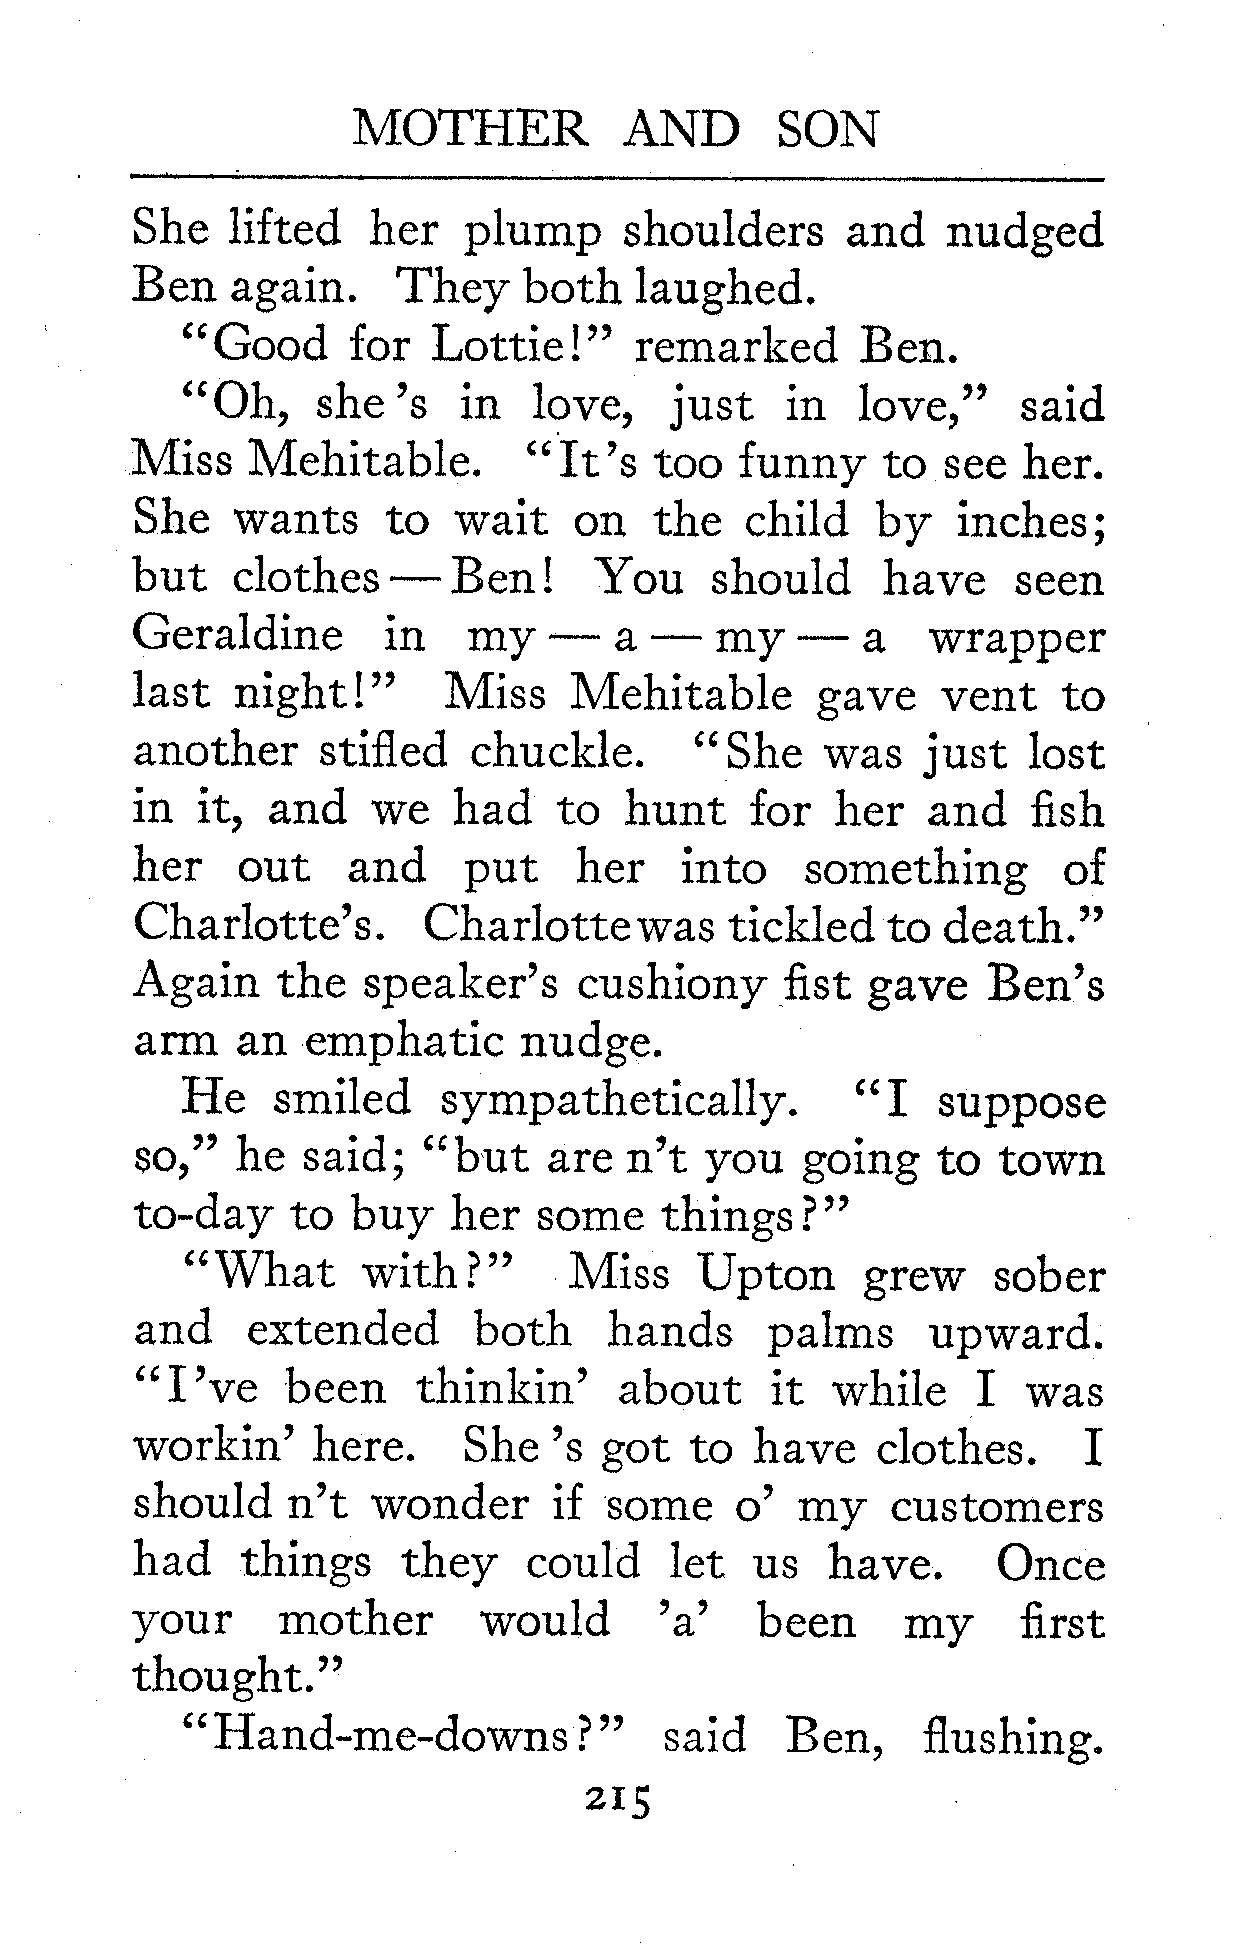 MOTHER AND SON
She lifted her plump shoulders and nudged
Ben again. They both laughed.
"Good for Lottie!" remarked Ben.
"Oh, she 's in love, just in love," said
Miss Mehitable. "It's too funny to see her.
She wants to wait on the child by inches;
but clothes — Ben! You should have seen
Geraldine in my — a — my — a wrapper
last night!" Miss Mehitable gave vent to
another stifled chuckle. "She was just lost
in it, and we had to hunt for her and fish
her out and put her into something of
Charlotte's. Charlotte was tickled to death."
Again the speaker's cushiony fist gave Ben's
arm an emphatic nudge.
He smiled sympathetically. "I suppose
so," he said; "but are n't you going to town
to-day to buy her some things?"
"What with?" Miss Upton grew sober
and extended both hands palms upward.
"I've been thinkin' about it while I was
workin' here. She 's got to have clothes. I
should n't wonder if some o' my customers
had things they could let us have. Once
your mother would 'a' been my first
thought."
"Hand-me-downs?" said Ben, flushing.
215